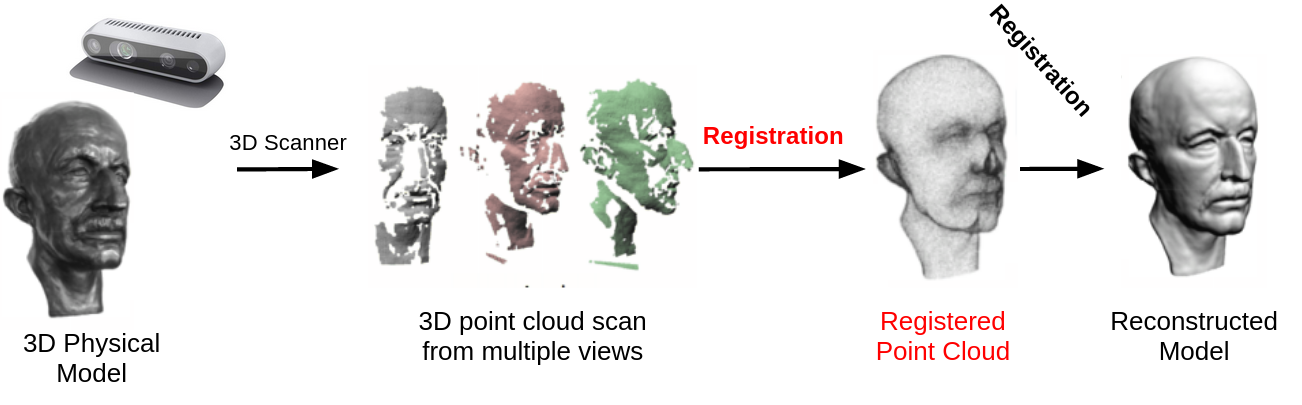 3D Scanner
Registration
Registration
3D Physical
Model
3D point cloud scan
from multiple views
Registered
Point Cloud
Reconstructed
Model